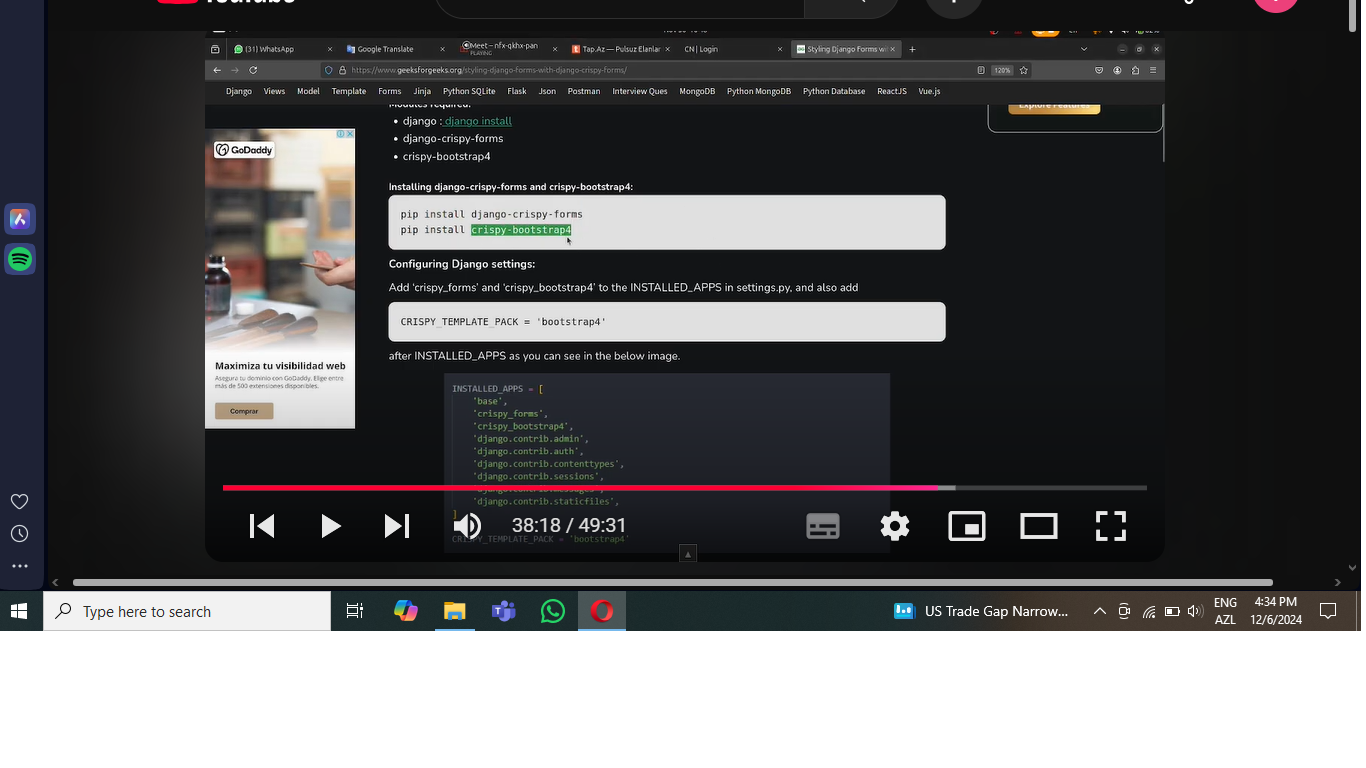 YouTube
(31) WhatsApp
Google Translate
Meet – nfx-qkhx-pan
PLAYING
Tap.Az — Pulsuz Elanlar
CN | Login
Styling Django Forms wi
https://www.geeksforgeeks.org/styling-django-forms-with-django-crispy-forms/
120%
Django Views Model Template Forms Jinja Python SQLite Flask Json Postman Interview Ques MongoDB Python MongoDB Python Database ReactJS Vue.js
Modules required:
Explore Features
• django : django install
• django-crispy-forms
• crispy-bootstrap4
GoDaddy
Installing django-crispy-forms and crispy-bootstrap4:
pip install django-crispy-forms
pip install crispy-bootstrap4
Configuring Django settings:
Add 'crispy_forms' and 'crispy_bootstrap4' to the INSTALLED_APPS in settings.py, and also add
CRISPY_TEMPLATE_PACK = 'bootstrap4'
after INSTALLED_APPS as you can see in the below image.
Maximiza tu visibilidad web
Asegura tu dominio con GoDaddy. Elige entre
más de 500 extensiones disponibles.
Comprar
INSTALLED_APPS = [
'base',
'crispy_forms',
'crispy_bootstrap4',
'django.contrib.admin',
'django.contrib.auth',
'django.contrib.contenttypes',
'django.contrib.sessions',
'django.contrib.messages',
'django.contrib.staticfiles',
]
CRISPY_TEMPLATE_PACK = 'bootstrap4'
38:18 / 49:31
Type here to search
US Trade Gap Narrow...
ENG
AZL
4:34 PM
12/6/2024